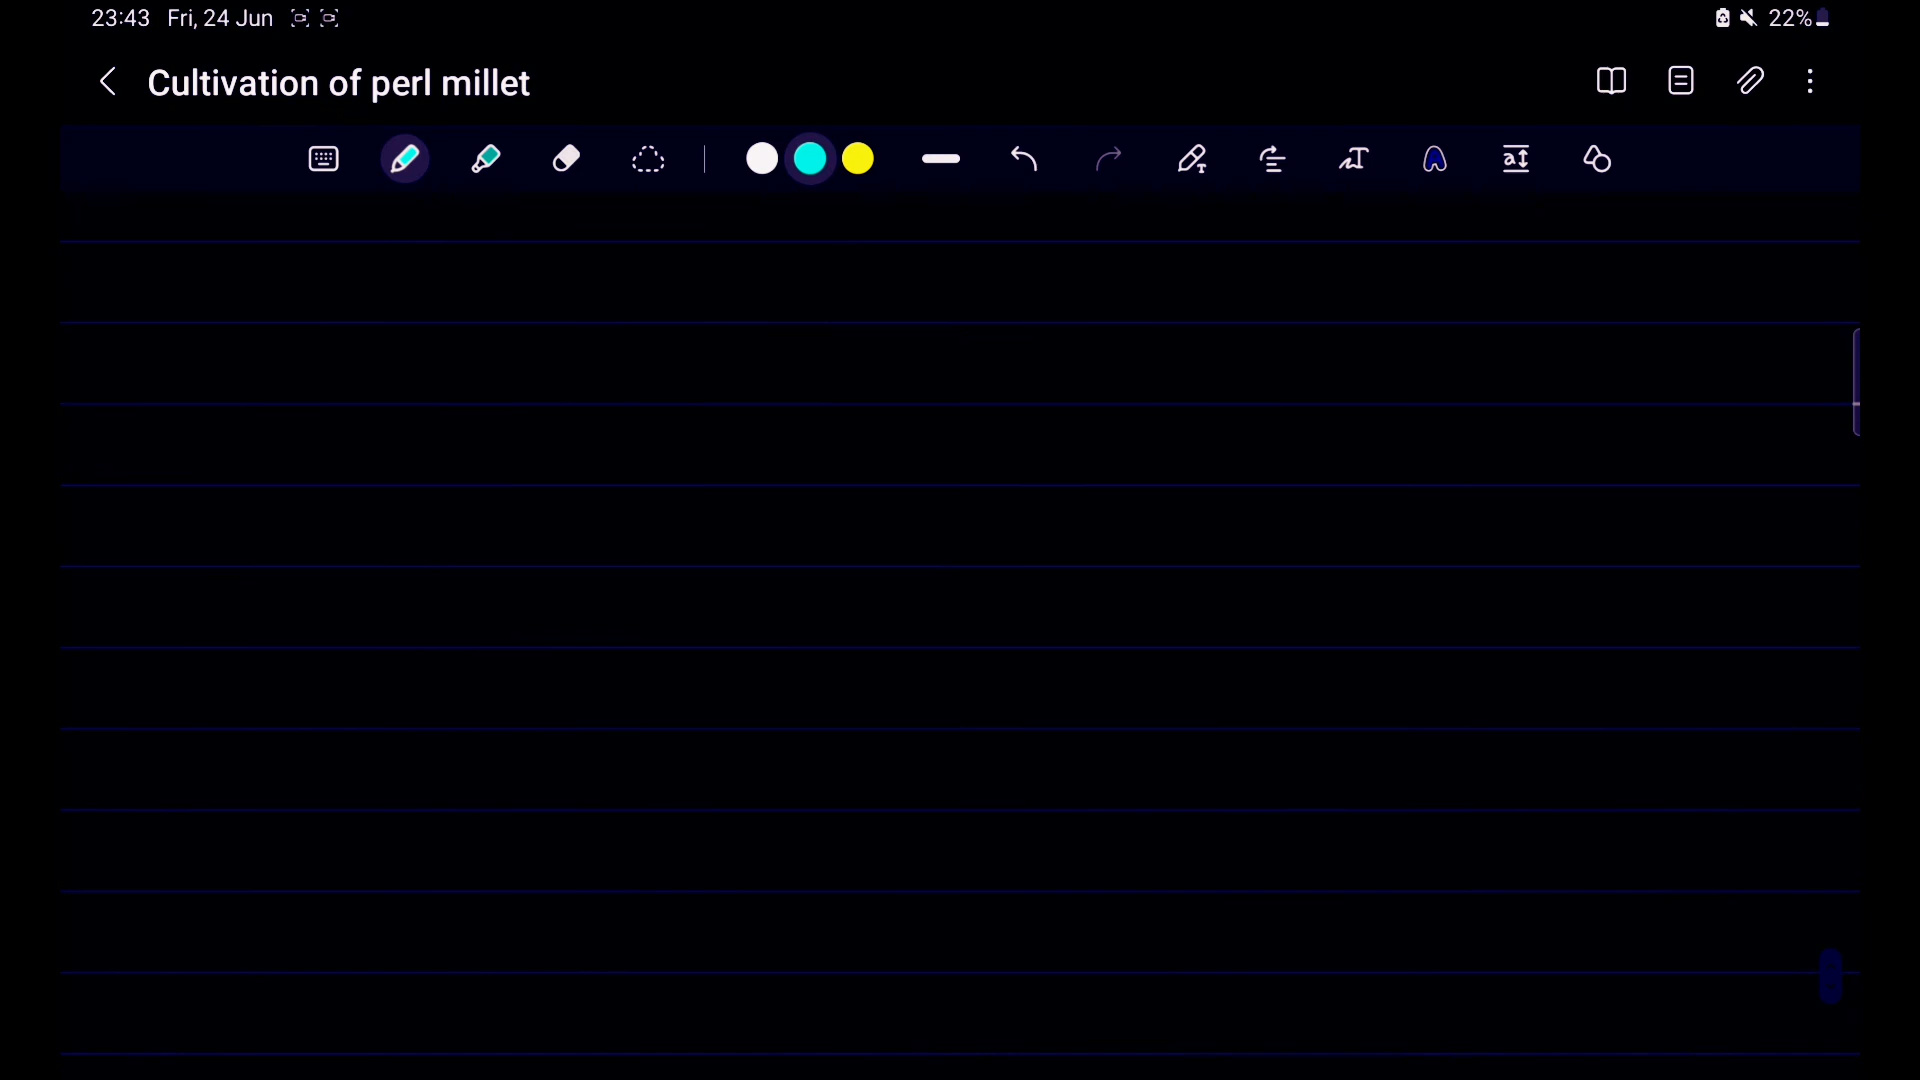 23:43 Fri, 24 Jun 22%
Cultivation of perl millet